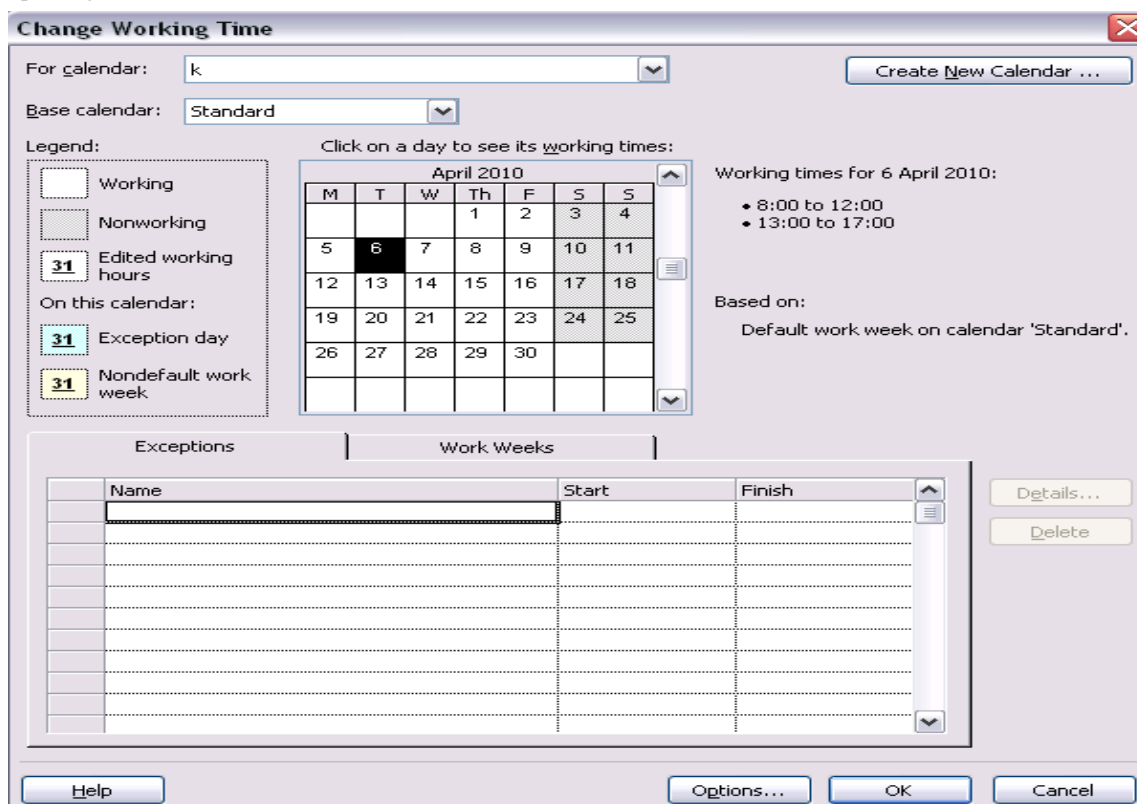 Change Working Time
For calendar: k
Create New Calendar ...
Base calendar: Standard
Legend:
Working
Nonworking
31 Edited working
hours
On this calendar:
31 Exception day
31 Nondefault work
week
Click on a day to see its working times:
April 2010
M T W Th F S S
1 2 3 4
5 6 7 8 9 10 11
12 13 14 15 16 17 18
19 20 21 22 23 24 25
26 27 28 29 30
Working times for 6 April 2010:
• 8:00 to 12:00
• 13:00 to 17:00
Based on:
Default work week on calendar 'Standard'.
Exceptions Work Weeks
Name Start Finish
Details...
Delete
Help Options... OK Cancel